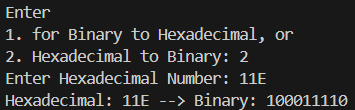 Enter
1. for Binary to Hexadecimal, or
2. Hexadecimal to Binary: 2
Enter Hexadecimal Number: 11E
Hexadecimal: 11E --> Binary: 100011110